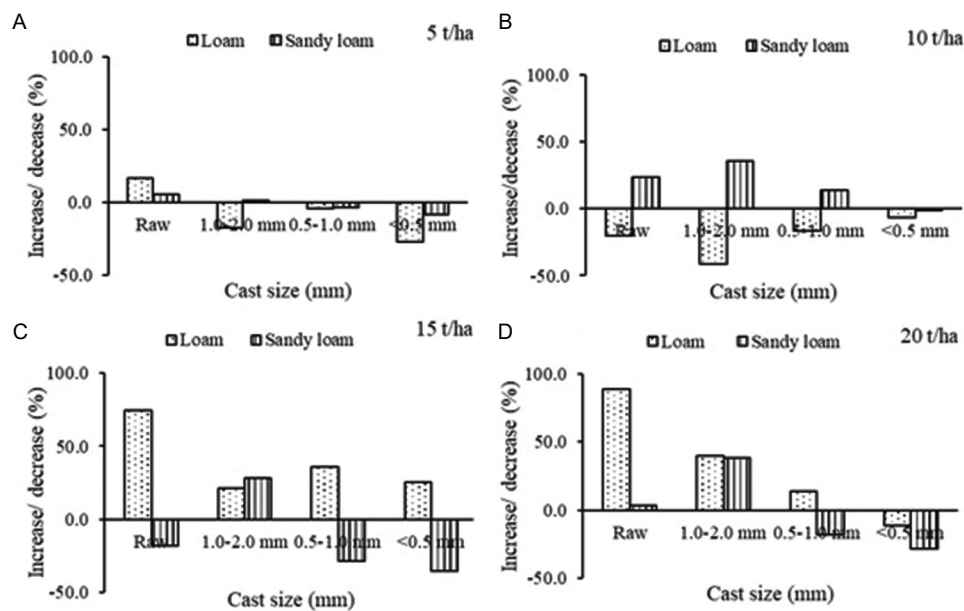 A
5 t/ha
Loam Sandy loam
Increase/ decease (%)
100.0
50.0
0.0
-50.0
Raw 1.0-2.0 mm 0.5-1.0 mm <0.5 mm
Cast size (mm)
B
10 t/ha
Loam Sandy loam
Increase/decease (%)
100.0
50.0
0.0
-50.0
Raw 1.0-2.0 mm 0.5-1.0 mm <0.5 mm
Cast size (mm)
C
15 t/ha
Loam Sandy loam
Increase/ decrease (%)
100.0
50.0
0.0
-50.0
Raw 1.0-2.0 mm 0.5-1.0 mm <0.5 mm
Cast size (mm)
D
20 t/ha
Loam Sandy loam
Increase/ decrease (%)
100.0
50.0
0.0
-50.0
Raw 1.0-2.0 mm 0.5-1.0 mm <0.5 mm
Cast size (mm)